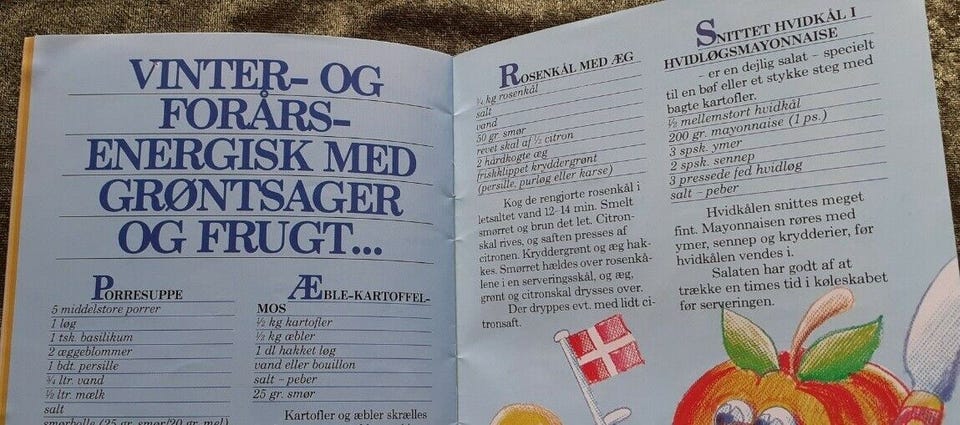 VINTER- OG
FORÅRS-
ENERGISK MED
GRØNTSAGER
OG FRUGT...
PORRESUPPE
5 middelstore porrer
1 løg
1 tsk. basilikum
2 æggeblommer
1 bdt. persille
¾ ltr. vand
½ ltr. mælk
salt
smørbolle (25 gr. smør/20 gr. mel)
ÆBLE-KARTOFFEL-
MOS
½ kg kartofler
½ kg æbler
1 dl hakket løg
vand eller bouillon
salt – peber
25 gr. smør
Kartofler og æbler skrælles
ROSENKÅL MED ÆG
kg rosenkål
salt
vand
50 gr. smør
revet skal af ½ citron
2 hårdkogte æg
friskklippet kryddergrønt
(persille, purløg eller karse)
Kog de rengjorte rosenkål i
letsaltet vand 12-14 min. Smelt
smørret og brun det let. Citron-
skal rives, og saften presses af
citronen. Kryddergrønt og æg hak-
kes. Smørret hældes over rosenkå-
lene i en serveringsskål, og æg,
grønt og citronskal drysses over.
Der dryppes evt. med lidt ci-
tronsaft.
SNITTET HVIDKÅL I
HVIDLØGSMAYONNAISE
– er en dejlig salat – specielt
til en bøf eller et stykke steg med
bagte kartofler.
½ mellemstort hvidkål
200 gr. mayonnaise (1 ps.)
3 spsk. ymer
2 spsk. sennep
3 pressede fed hvidløg
salt – peber
Hvidkålen snittes meget
fint. Mayonnaisen røres med
ymer, sennep og krydderier, før
hvidkålen vendes i.
Salaten har godt af at
trække en times tid i køleskabet
før serveringen.